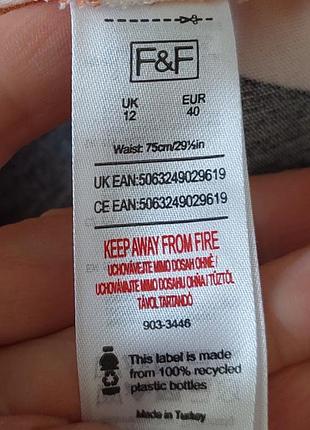 F&F
UK EUR
12 40
Waist: 75cm/29½in
UK EAN:5063249029619
CE EAN:5063249029619
KEEP AWAY FROM FIRE
UCHOVÁVEJTE MIMO DOSAH OHNĚ /
UCHOVÁVAJTE MIMO DOSAHU OHŇA / TŰZTŐL
TÁVOL TARTANDÓ
903-3446
This label is made
from 100% recycled
plastic bottles
Made in Turkey